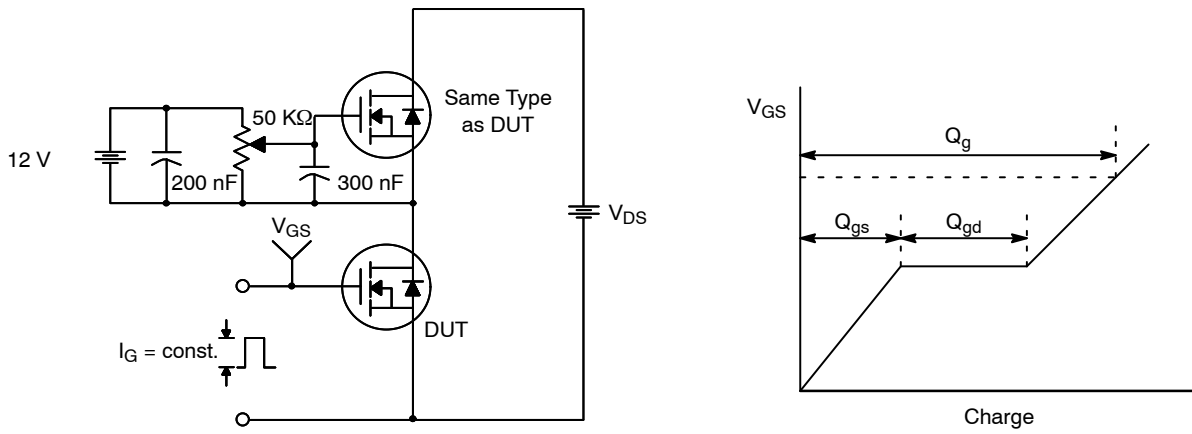 12 V
200 nF
50 KΩ
300 nF
Same Type
as DUT
V_GS
DUT
I_G = const.
V_DS
V_GS
Q_g
Q_gs
Q_gd
Charge